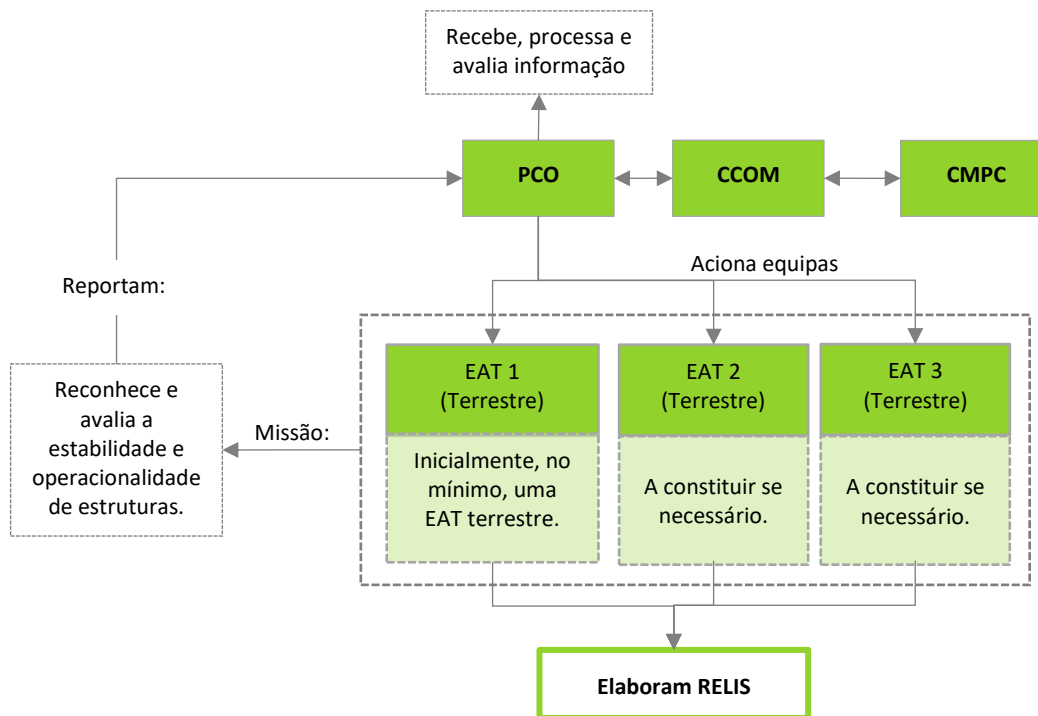 Recebe, processa e
avalia informação
PCO
CCOM
CMPC
Aciona equipas
Reportam:
EAT 1
(Terrestre)
EAT 2
(Terrestre)
EAT 3
(Terrestre)
Reconhece e
avalia a
estabilidade e
operacionalidade
de estruturas.
Missão:
Inicialmente, no
mínimo, uma
EAT terrestre.
A constituir se
necessário.
A constituir se
necessário.
Elaboram RELIS